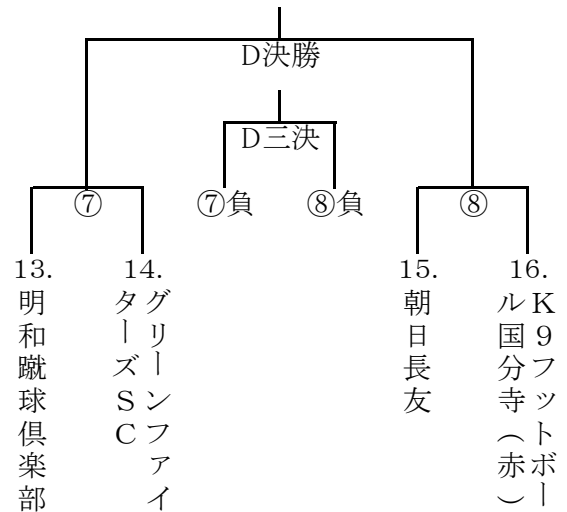 D決勝
D三決
⑦
⑦負
⑧負
⑧
13.
明和蹴球倶楽部
14.
グリーンファイ
ターズSC
15.
朝日長友
16.
K9フットボー
ル国分寺(赤)